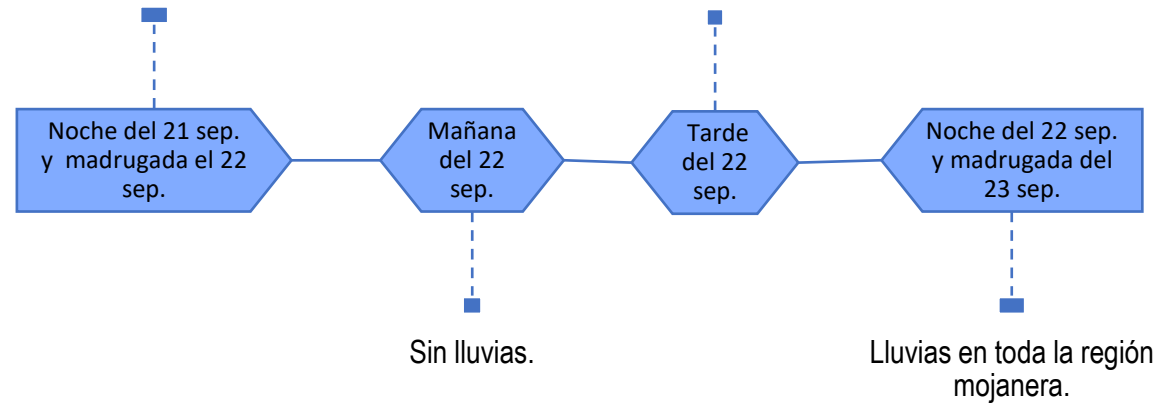 Noche del 21 sep.
y madrugada el 22
sep.
Mañana
del 22
sep.
Tarde
del 22
sep.
Noche del 22 sep.
y madrugada del
23 sep.
Sin lluvias.
Lluvias en toda la región
mojanera.